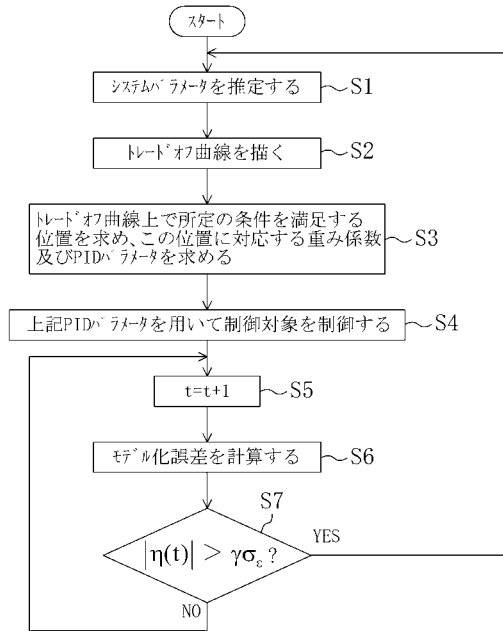 スタート
システムパラメータを推定する S1
トレードオフ曲線を描く S2
トレードオフ曲線上で所定の条件を満足する
位置を求め、この位置に対応する重み係数 S3
及びPIDパラメータを求める
上記PIDパラメータを用いて制御対象を制御する S4
t=t+1 S5
モデル化誤差を計算する S6
S7
|η(t)| > γσε ? YES
NO